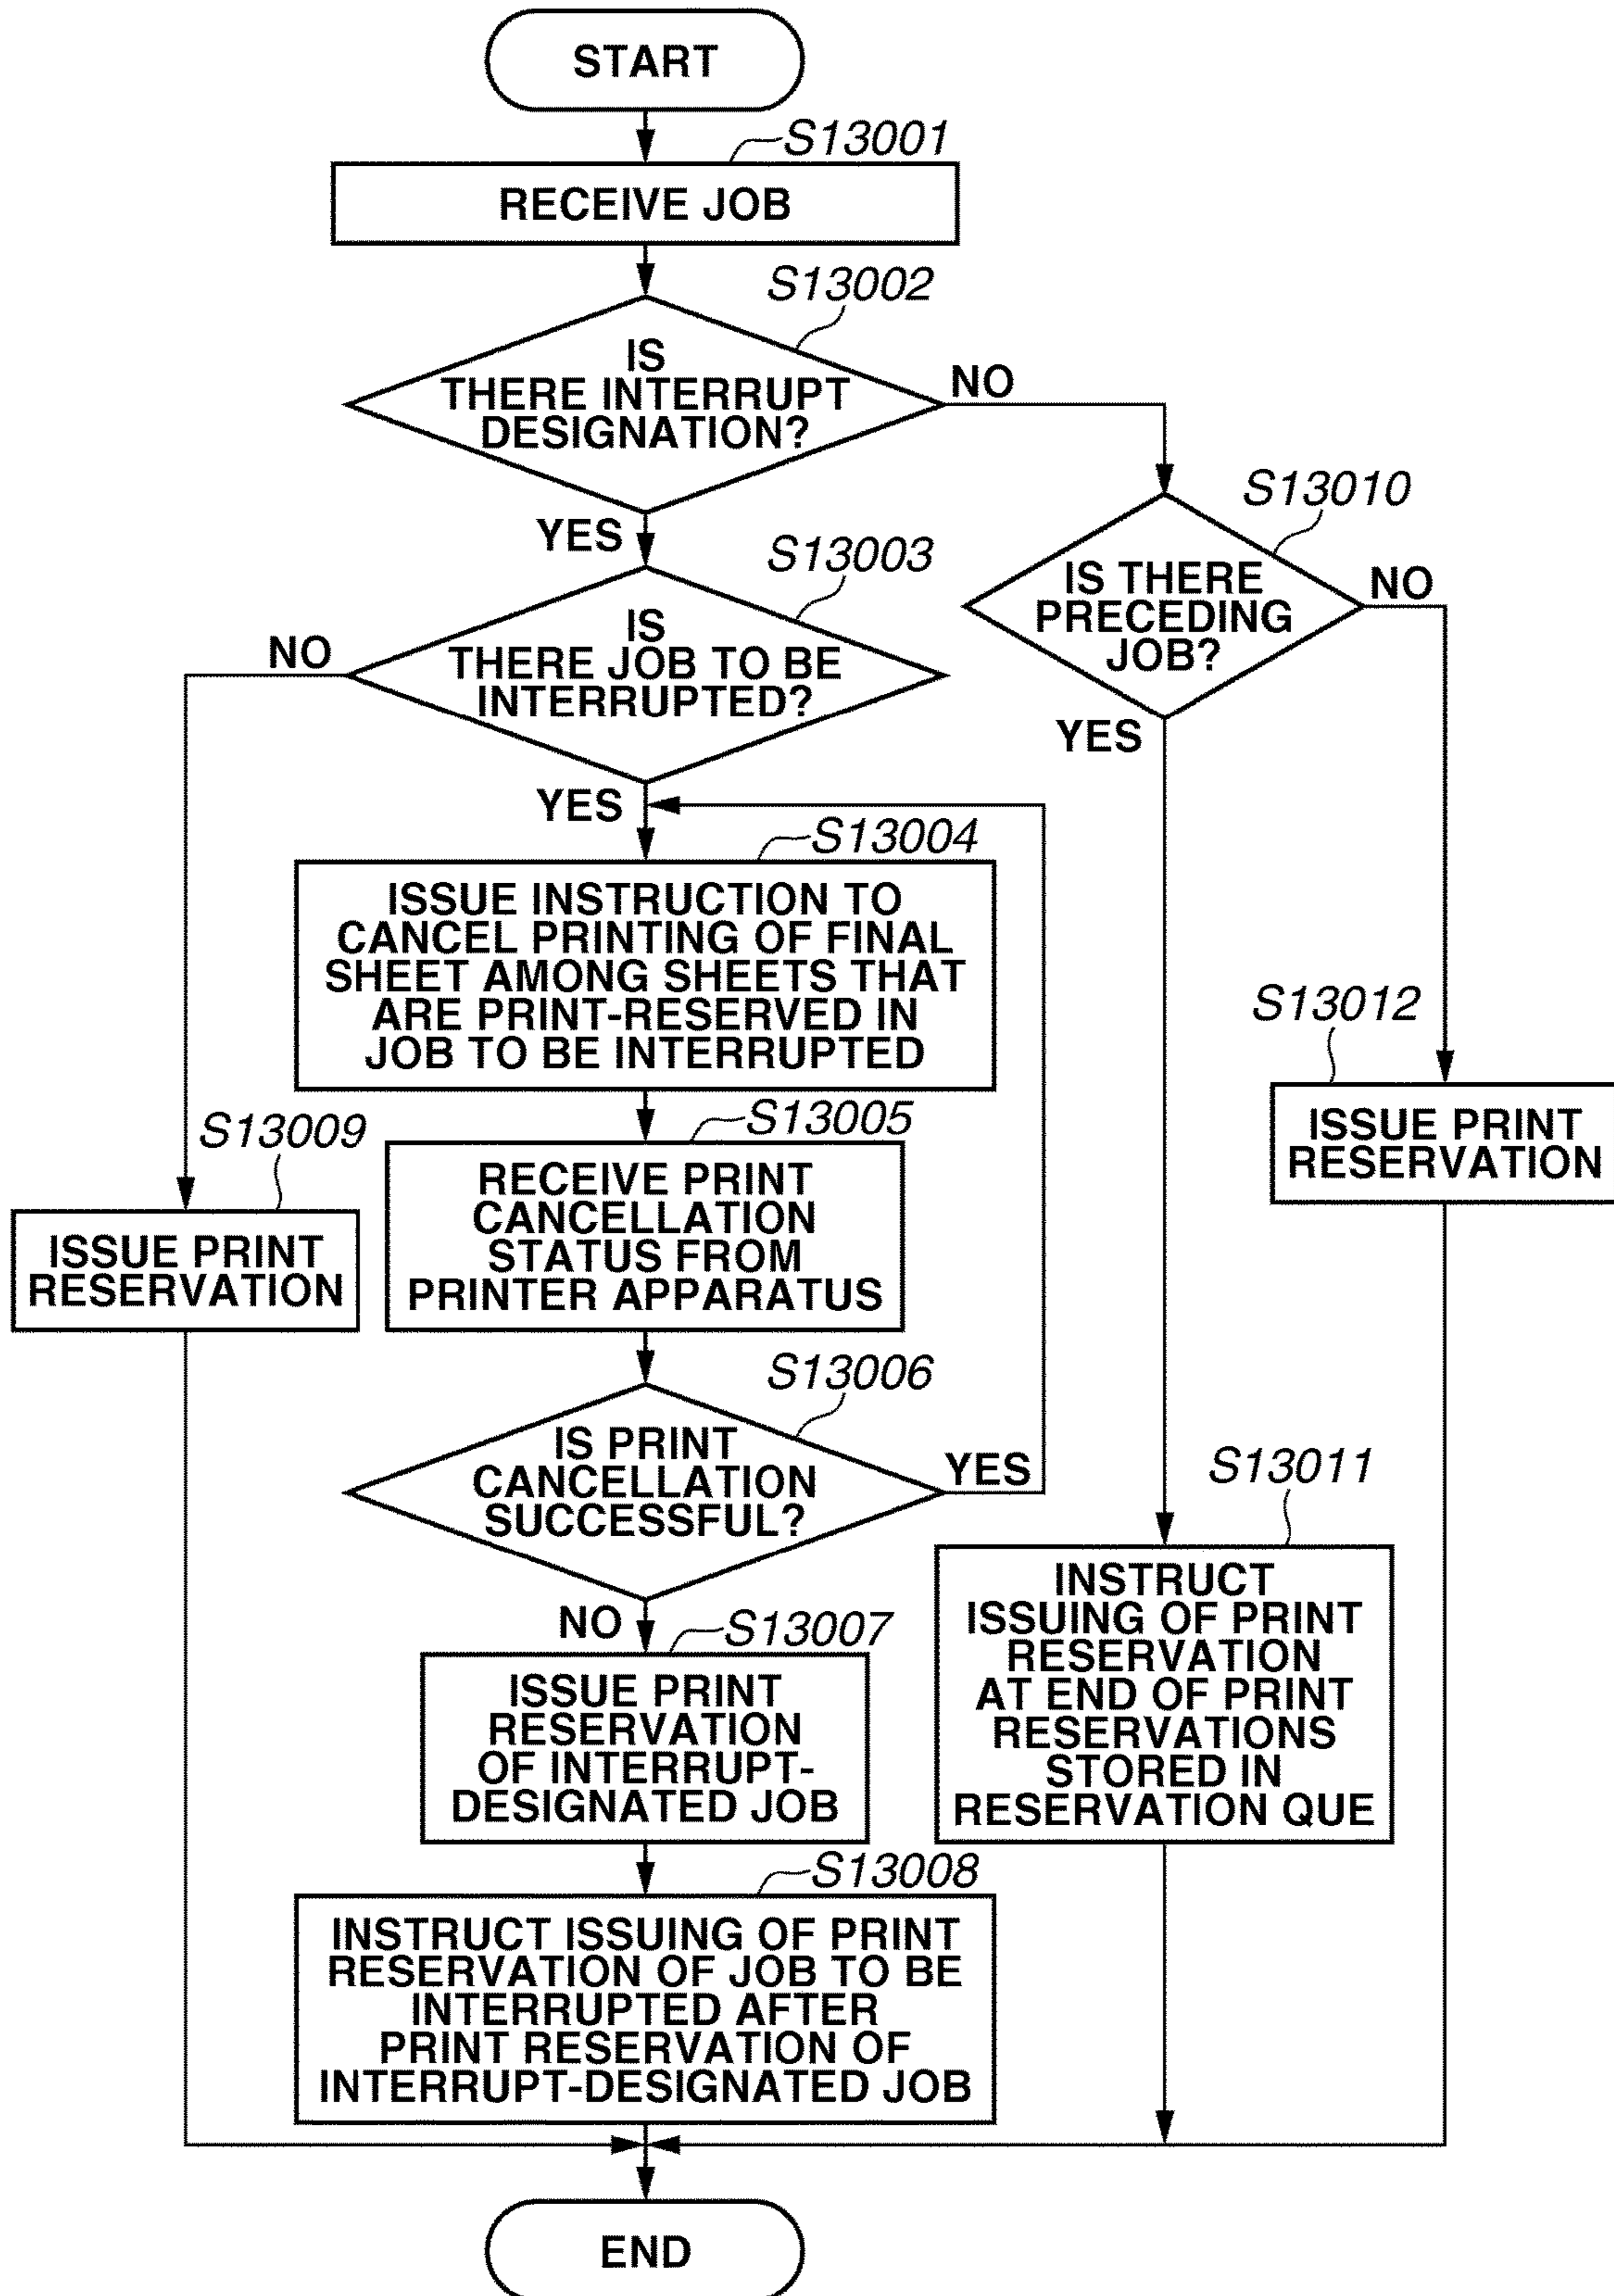 START
S13001
RECEIVE JOB
S13002
IS
THERE INTERRUPT
DESIGNATION?
NO
YES
S13010
IS THERE
PRECEDING
JOB?
NO
YES
S13003
IS
THERE JOB TO BE
INTERRUPTED?
NO
YES
S13004
ISSUE INSTRUCTION TO
CANCEL PRINTING OF FINAL
SHEET AMONG SHEETS THAT
ARE PRINT-RESERVED IN
JOB TO BE INTERRUPTED
S13012
ISSUE PRINT
RESERVATION
S13009
ISSUE PRINT
RESERVATION
S13005
RECEIVE PRINT
CANCELLATION
STATUS FROM
PRINTER APPARATUS
S13006
IS PRINT
CANCELLATION
SUCCESSFUL?
YES
NO
S13011
INSTRUCT
ISSUING OF PRINT
RESERVATION
AT END OF PRINT
RESERVATIONS
STORED IN
RESERVATION QUE
S13007
ISSUE PRINT
RESERVATION
OF INTERRUPT-
DESIGNATED JOB
S13008
INSTRUCT ISSUING OF PRINT
RESERVATION OF JOB TO BE
INTERRUPTED AFTER
PRINT RESERVATION OF
INTERRUPT-DESIGNATED JOB
END